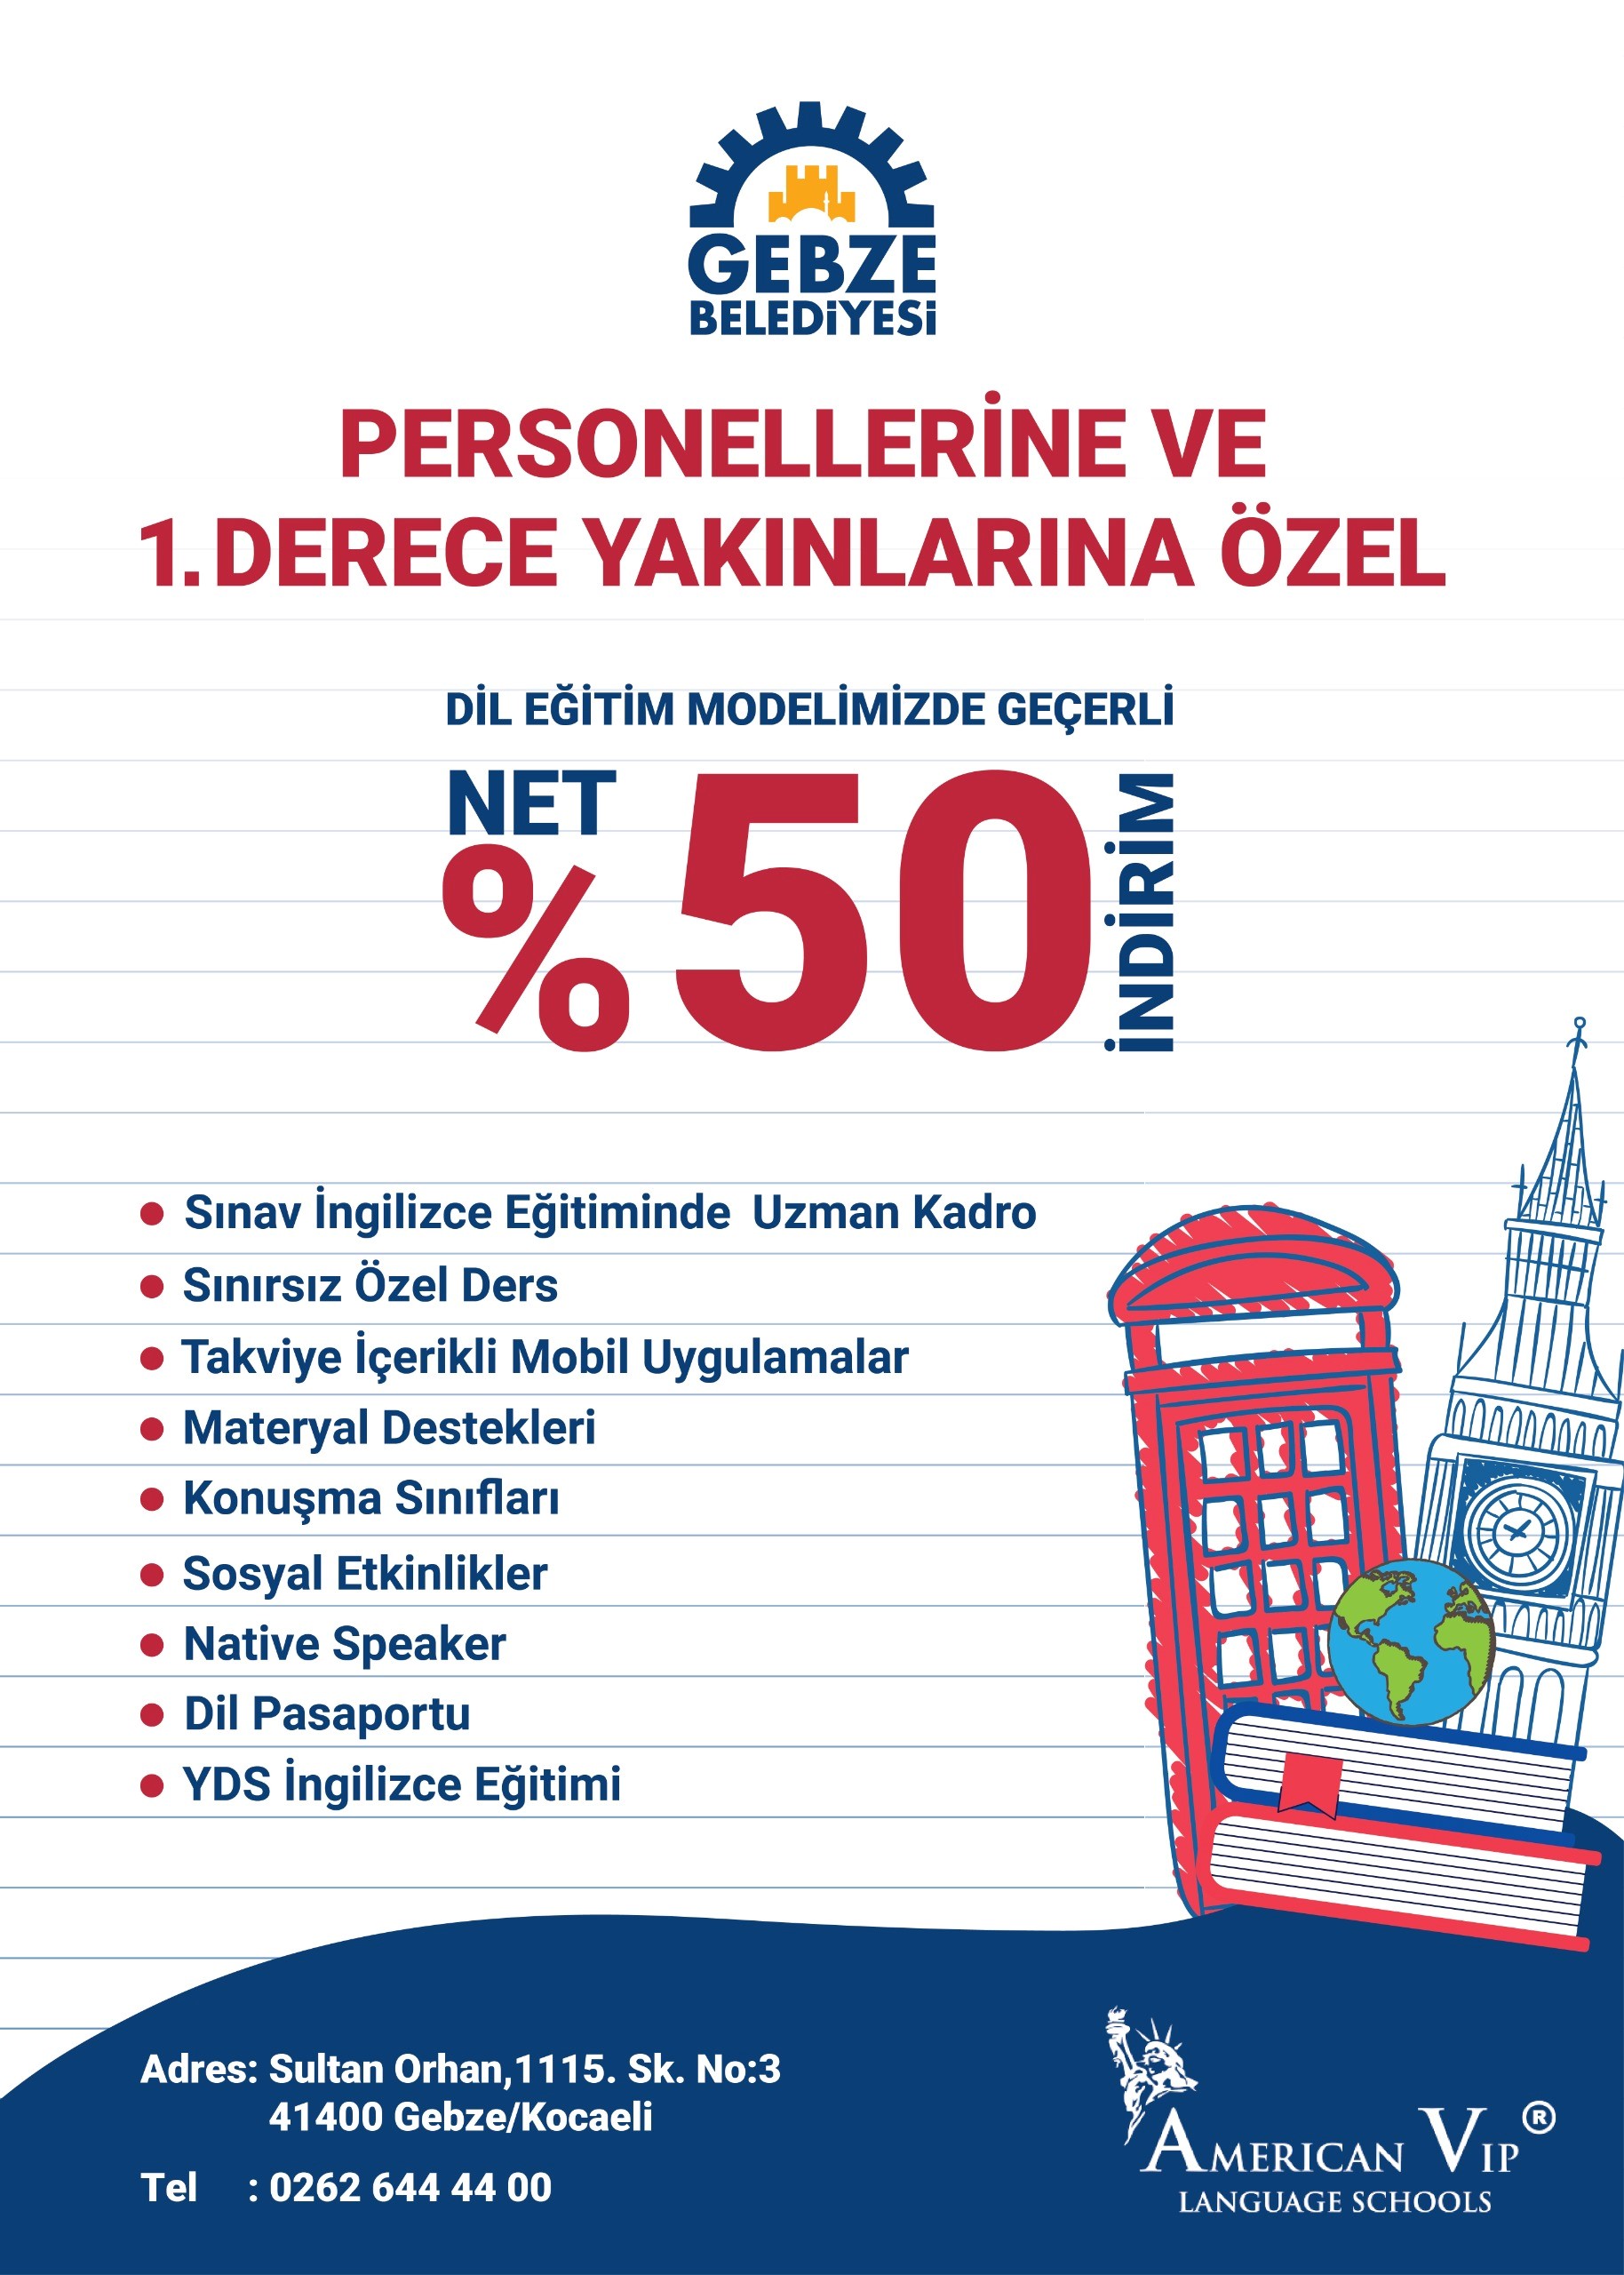 GEBZE
BELEDİYESİ
PERSONELLERİNE VE
1.DERECE YAKINLARINA ÖZEL
DİL EĞİTİM MODELİMİZDE GEÇERLİ
NET
%50
İNDİRİM
• Sınav İngilizce Eğitiminde Uzman Kadro
• Sınırsız Özel Ders
• Takviye İçerikli Mobil Uygulamalar
• Materyal Destekleri
• Konuşma Sınıfları
• Sosyal Etkinlikler
• Native Speaker
• Dil Pasaportu
• YDS İngilizce Eğitimi
Adres: Sultan Orhan,1115. Sk. No:3
41400 Gebze/Kocaeli
Tel : 0262 644 44 00
AMERICAN VIP®
LANGUAGE SCHOOLS